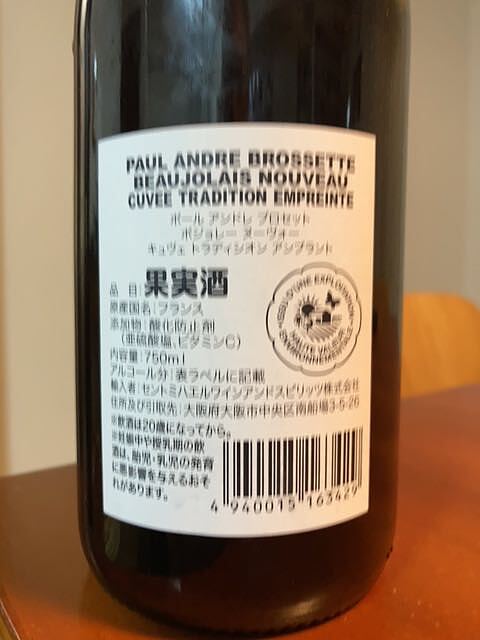 PAUL ANDRE BROSSETTE
BEAUJOLAIS NOUVEAU
CUVEE TRADITION EMPREINTE
ポール アンドレ ブロセット
ボジョレー ヌーヴォー
キュヴェ トラディシオン アンプラント
品目:果実酒
原産国名:フランス
添加物:酸化防止剤
(亜硫酸塩、ビタミンC)
内容量:750ml
アルコール分:表ラベルに記載
輸入者:セントミハエルワインアンドスピリッツ株式会社
住所及び引取先:大阪府大阪市中央区南船場3-5-26
※飲酒は20歳になってから。
※妊娠中や授乳期の飲
酒は、胎児・乳児の発育
に悪影響を与えるおそ
れがあります。
ISSU D'UNE EXPLOITATION
HAUTE VALEUR
ENVIRONNEMENTALE
4 940015 163429